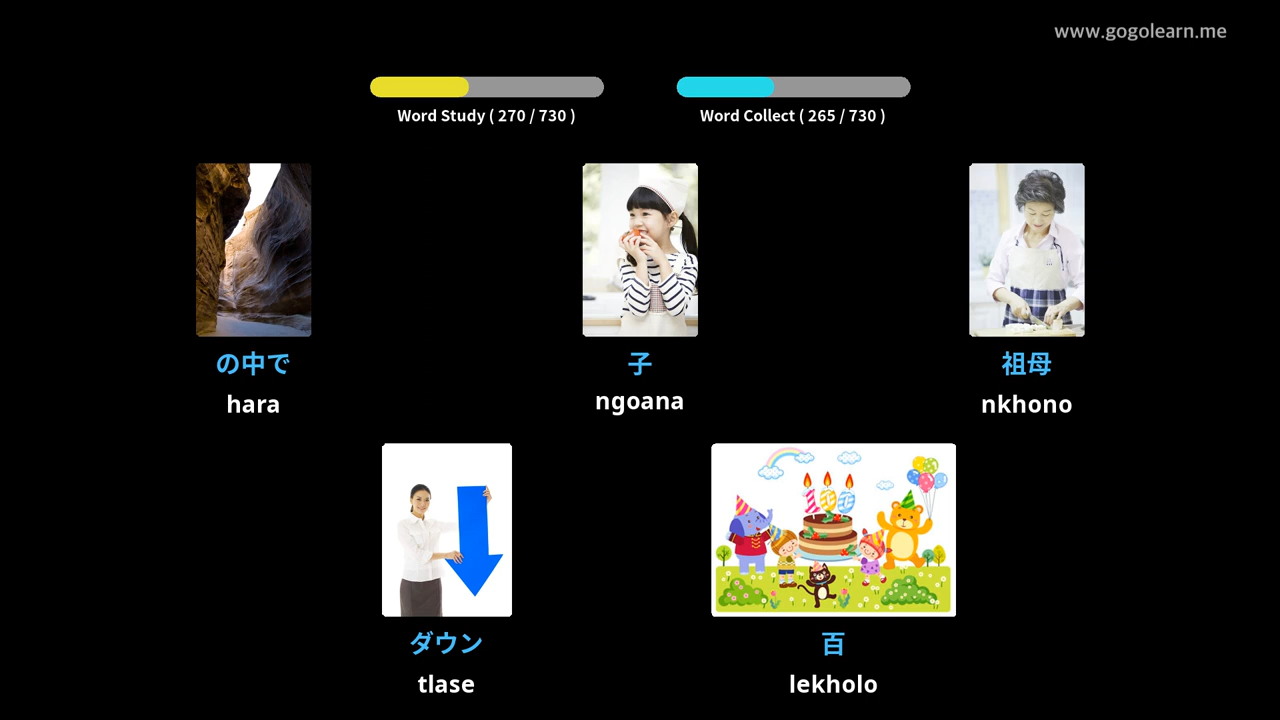 www.gogolearn.me
Word Study ( 270 / 730 )
Word Collect ( 265 / 730 )
の中で
hara
子
ngoana
祖母
nkhono
100
ダウン
tlase
百
lekholo